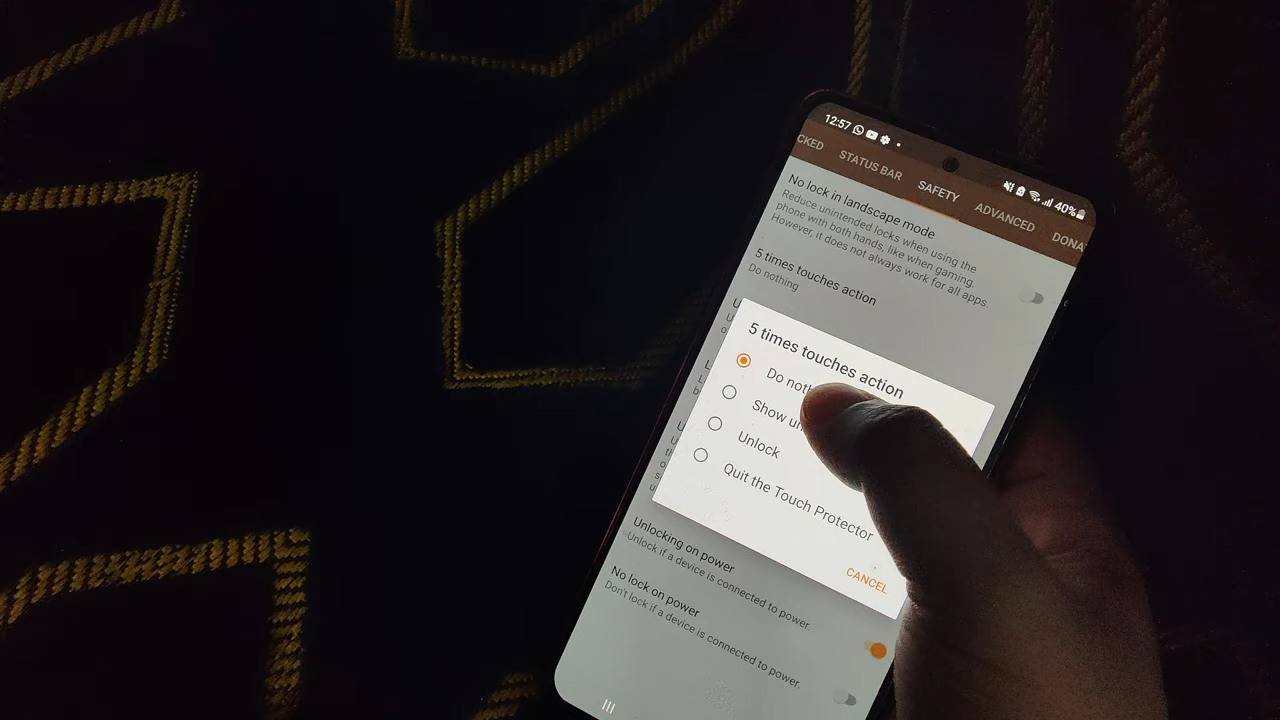 12:57
40%
CKED STATUS BAR SAFETY ADVANCED DONA
No lock in landscape mode
Reduce unintended locks when using the
phone with both hands, like when gaming.
However, it does not always work for all apps.
5 times touches action
Do nothing
5 times touches action
Do noth
Show un
Unlock
Quit the Touch Protector
CANCEL
Unlocking on power
Unlock if a device is connected to power.
No lock on power
Don't lock if a device is connected to power.